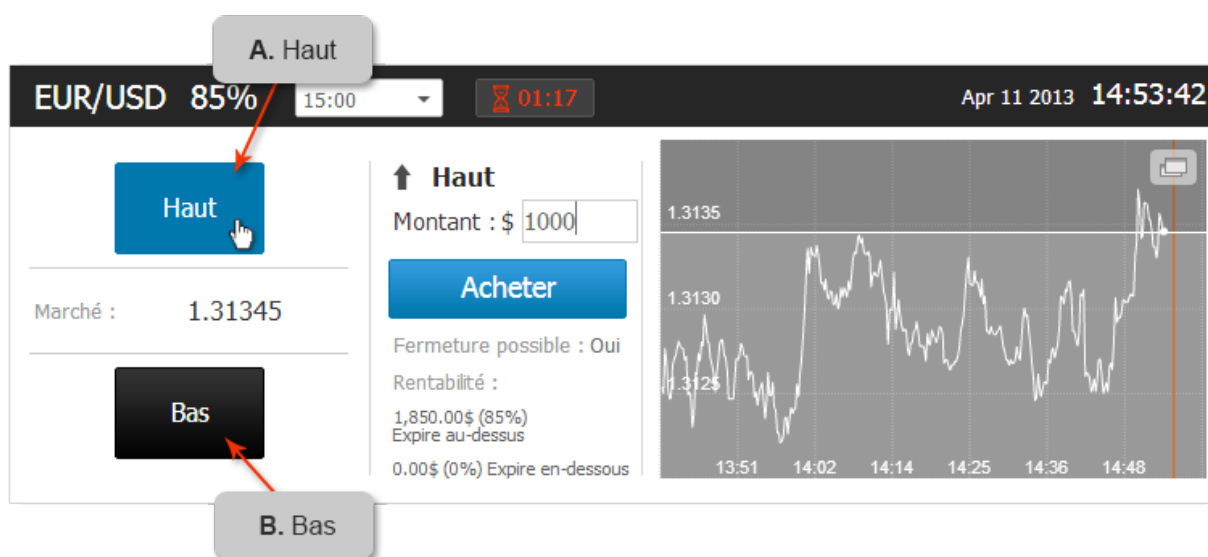 A. Haut
EUR/USD 85% 15:00 01:17 Apr 11 2013 14:53:42
Haut
Marché : 1.31345
Bas
Haut
Montant : $ 1000
Acheter
Fermeture possible : Oui
Rentabilité :
1,850.00$ (85%)
Expire au-dessus
0.00$ (0%) Expire en-dessous
1.3135
1.3130
1.3125
13:51 14:02 14:14 14:25 14:36 14:48
B. Bas